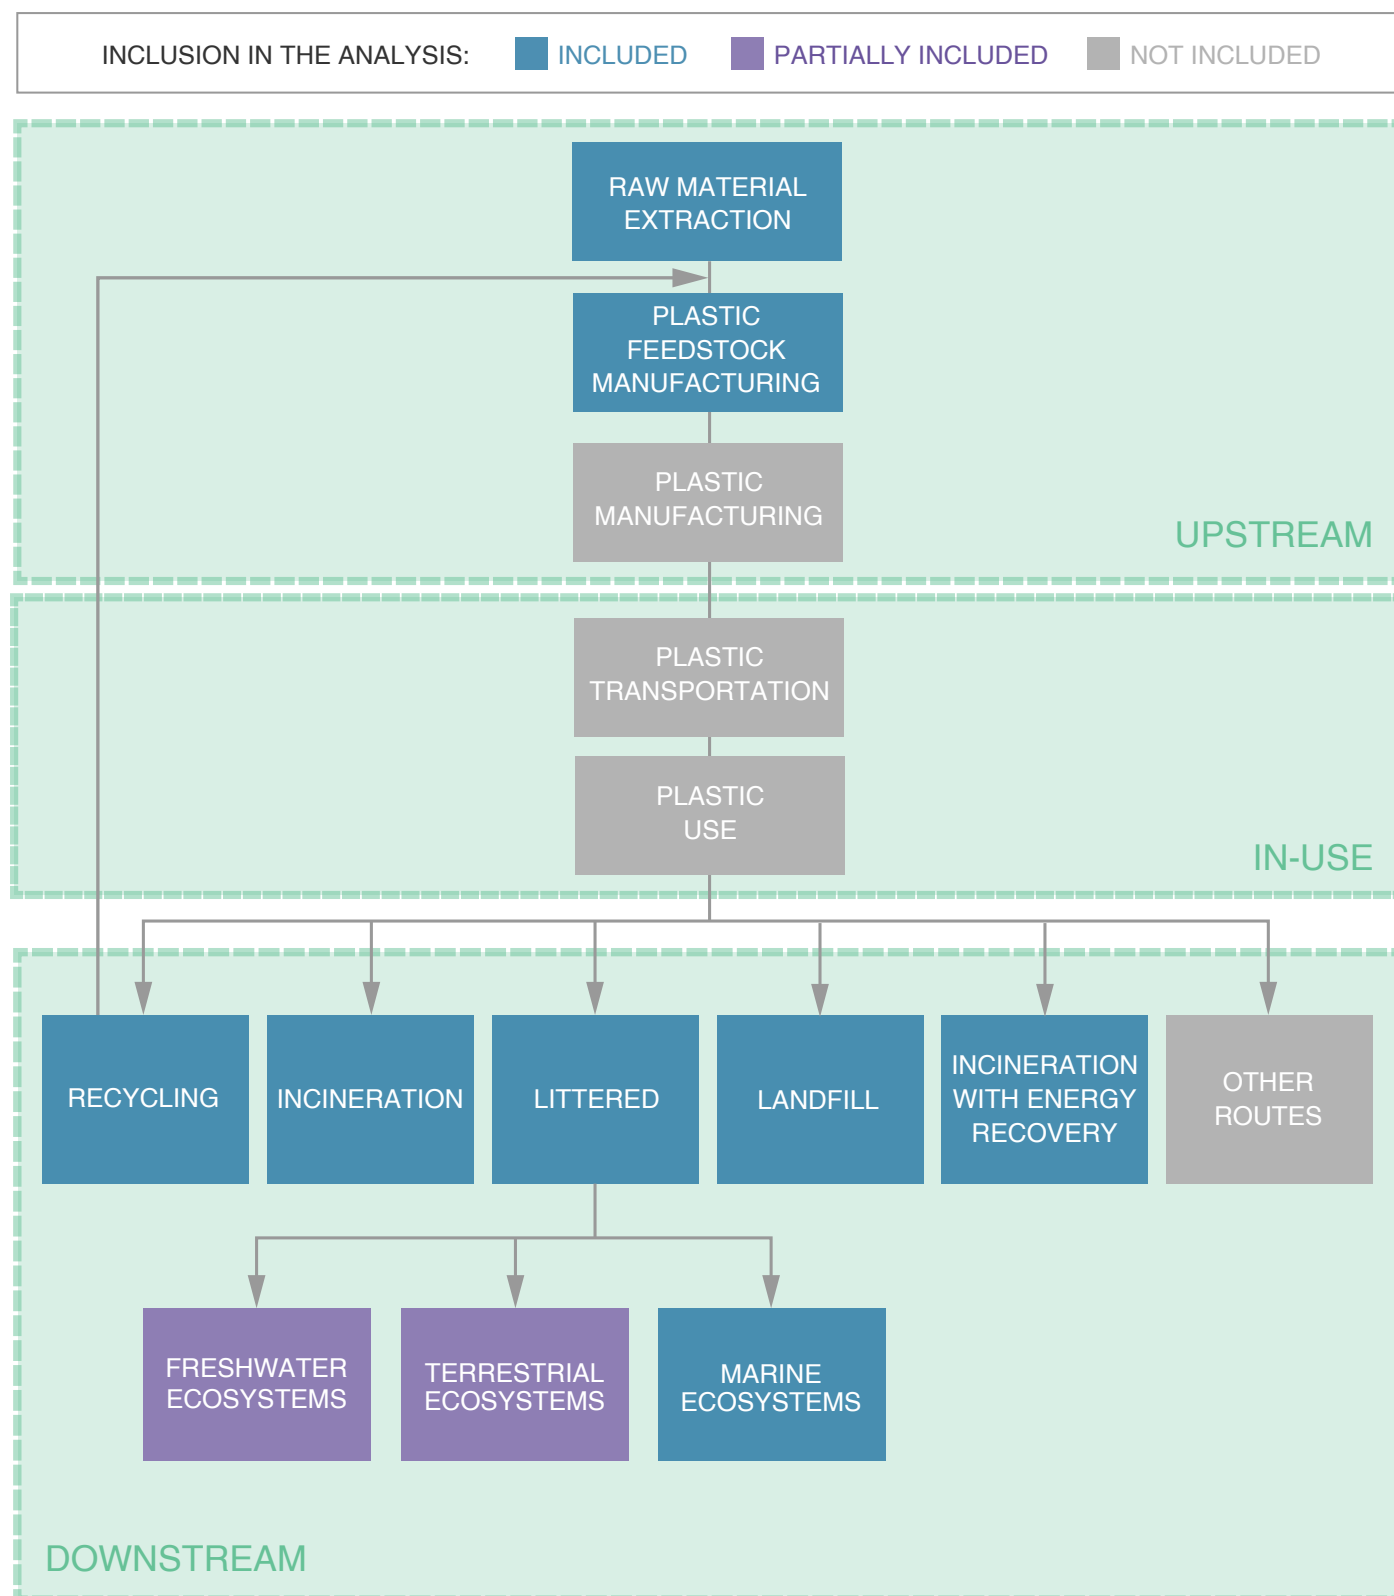 INCLUSION IN THE ANALYSIS: INCLUDED PARTIALLY INCLUDED NOT INCLUDED
RAW MATERIAL
EXTRACTION
PLASTIC
FEEDSTOCK
MANUFACTURING
PLASTIC
MANUFACTURING
UPSTREAM
PLASTIC
TRANSPORTATION
PLASTIC
USE
IN-USE
RECYCLING
INCINERATION
LITTERED
LANDFILL
INCINERATION
WITH ENERGY
RECOVERY
OTHER
ROUTES
FRESHWATER
ECOSYSTEMS
TERRESTRIAL
ECOSYSTEMS
MARINE
ECOSYSTEMS
DOWNSTREAM